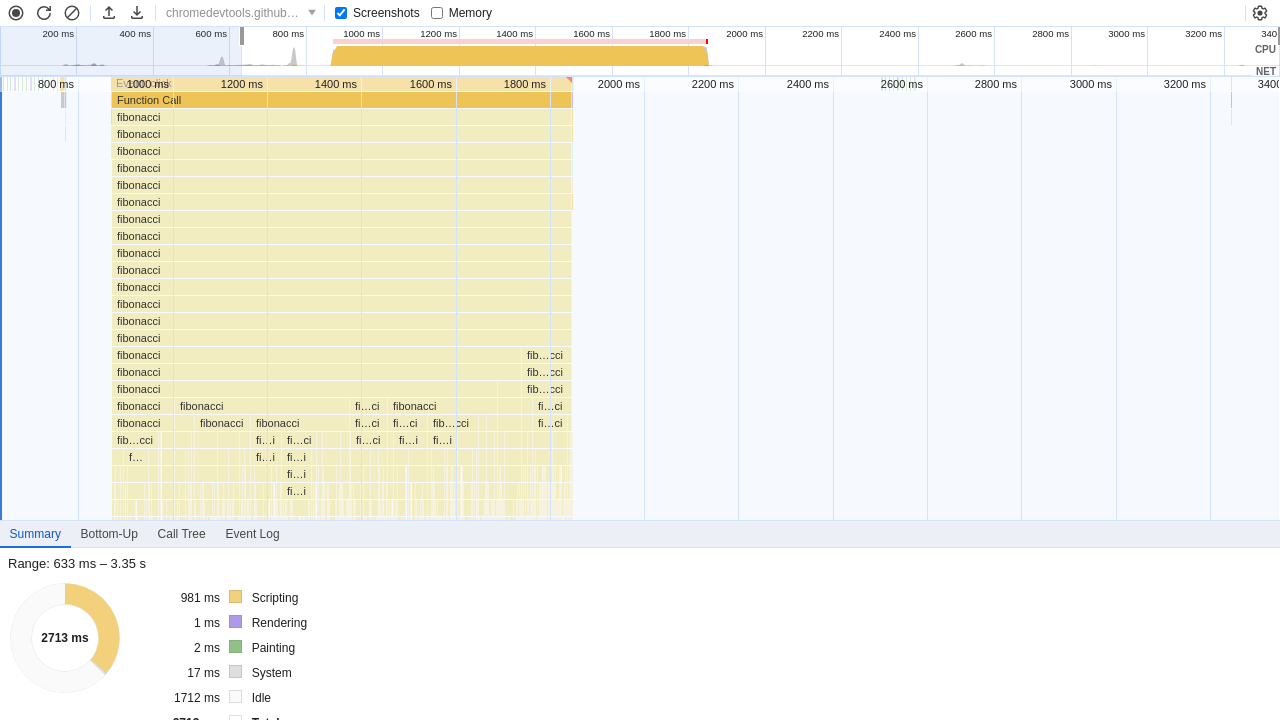 chromedevtools.github… Screenshots Memory
200 ms 400 ms 600 ms 800 ms 1000 ms 1200 ms 1400 ms 1600 ms 1800 ms 2000 ms 2200 ms 2400 ms 2600 ms 2800 ms 3000 ms 3200 ms 340
CPU
NET
800 ms 1000 ms 1200 ms 1400 ms 1600 ms 1800 ms 2000 ms 2200 ms 2400 ms 2600 ms 2800 ms 3000 ms 3200 ms 3400
Function Call
fibonacci
fibonacci
fibonacci
fibonacci
fibonacci
fibonacci
fibonacci
fibonacci
fibonacci
fibonacci
fibonacci
fibonacci
fibonacci
fibonacci
fibonacci fib…cci
fibonacci fib…cci
fibonacci fib…cci
fibonacci fibonacci fi…ci fibonacci fi…ci
fibonacci fibonacci fibonacci fi…ci fi…ci fib…cci fi…ci
fib…cci fi…i fi…ci fi…ci fi…i fi…i
f… fi…i fi…i
fi…i
fi…i
Summary Bottom-Up Call Tree Event Log
Range: 633 ms – 3.35 s
981 ms Scripting
1 ms Rendering
2713 ms
2 ms Painting
17 ms System
1712 ms Idle